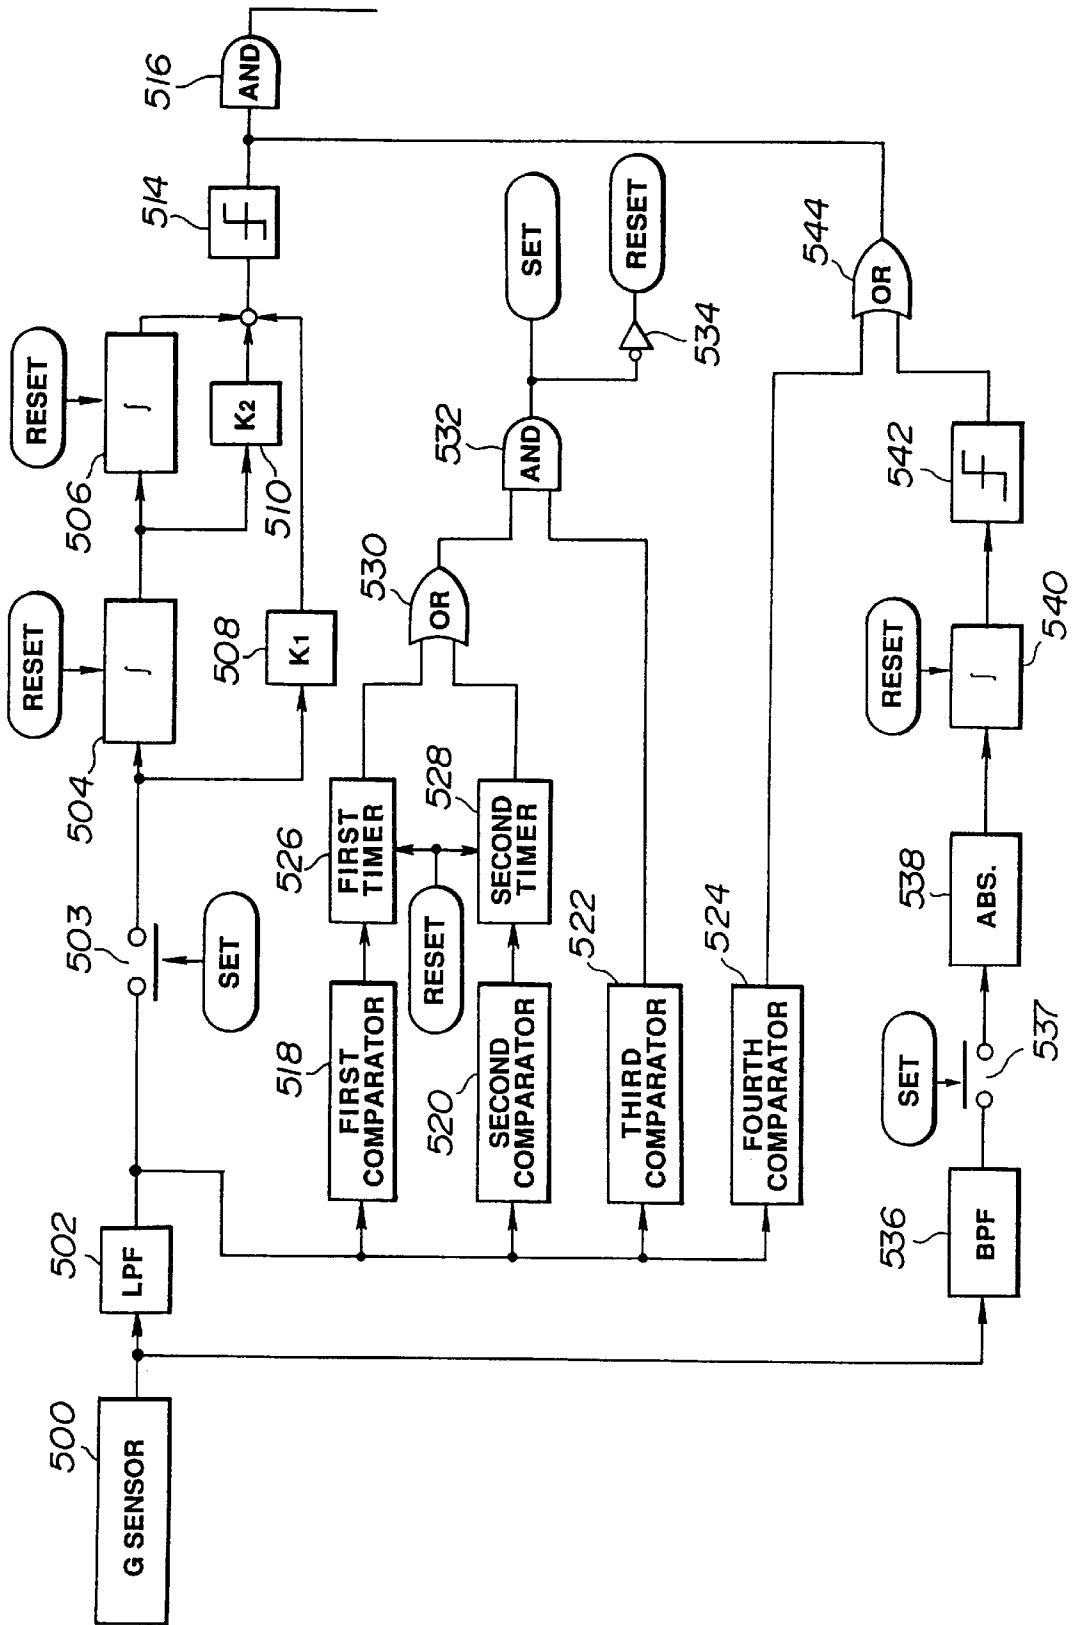 500
G SENSOR
502
LPF
503
SET
504
∫
RESET
506
∫
RESET
508
K1
510
K2
514
516
AND
518
FIRST
COMPARATOR
526
FIRST
TIMER
RESET
520
SECOND
COMPARATOR
528
SECOND
TIMER
530
OR
532
AND
SET
534
RESET
522
THIRD
COMPARATOR
524
FOURTH
COMPARATOR
544
OR
536
BPF
SET
537
538
ABS.
RESET
540
∫
542